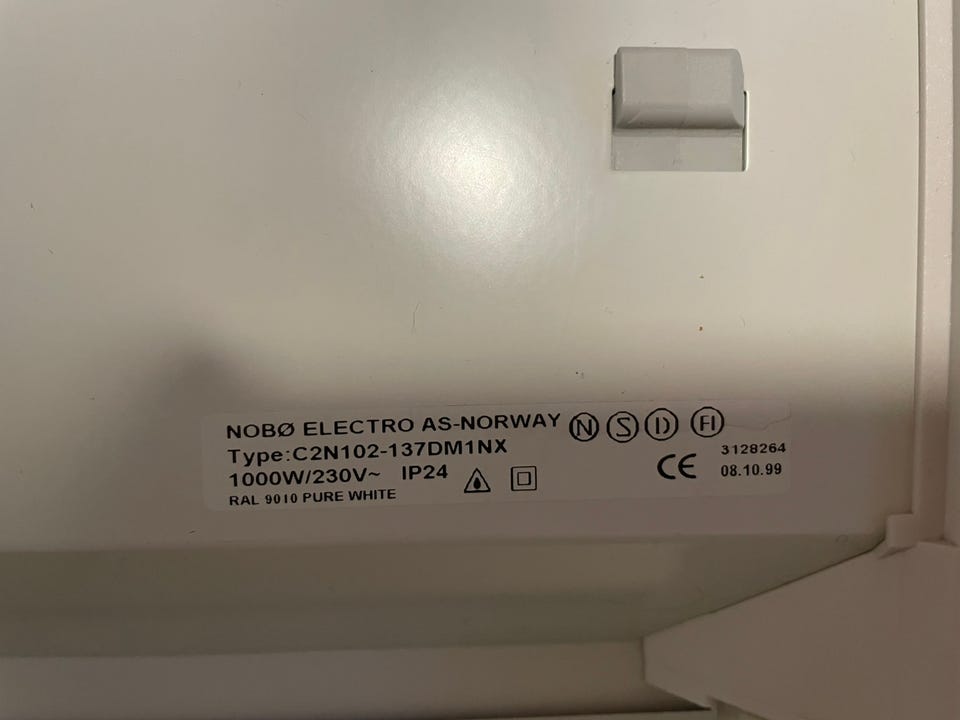 NOBØ ELECTRO AS-NORWAY N S D FI
Type:C2N102-137DM1NX
3128264
1000W/230V~ IP24 CE 08.10.99
RAL 9010 PURE WHITE